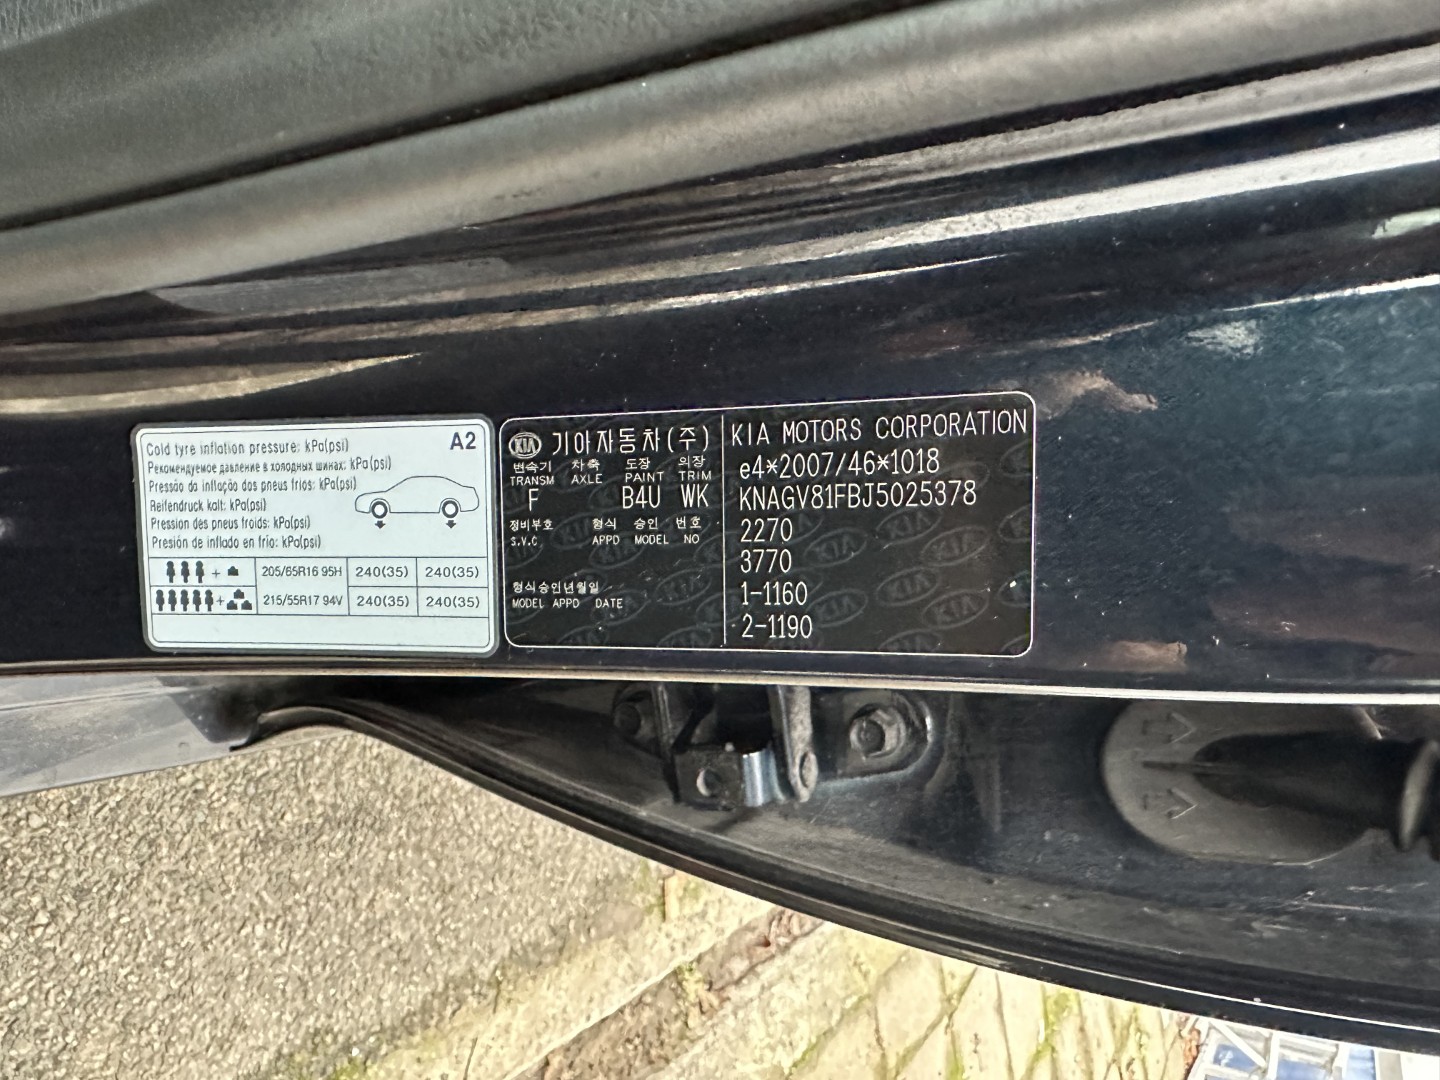 Cold tyre inflation pressure: kPa(psi) A2
Рекомендуемое давление в холодных шинах: kPa(psi)
Pressão da inflação dos pneus frios: kPa(psi)
Reifendruck kalt: kPa(psi)
Pression des pneus froids: kPa(psi)
Presión de inflado en frío: kPa(psi)
+ 205/65R16 95H 240(35) 240(35)
+ 215/55R17 94V 240(35) 240(35)
KIA 기아자동차(주)
변속기 차축 도장 의장
TRANSM AXLE PAINT TRIM
F B4U WK
정비부호 형식 승인 번호
S.V.C APPD MODEL NO
형식승인년월일
MODEL APPD DATE
KIA MOTORS CORPORATION
e4*2007/46*1018
KNAGV81FBJ5025378
2270
3770
1-1160
2-1190